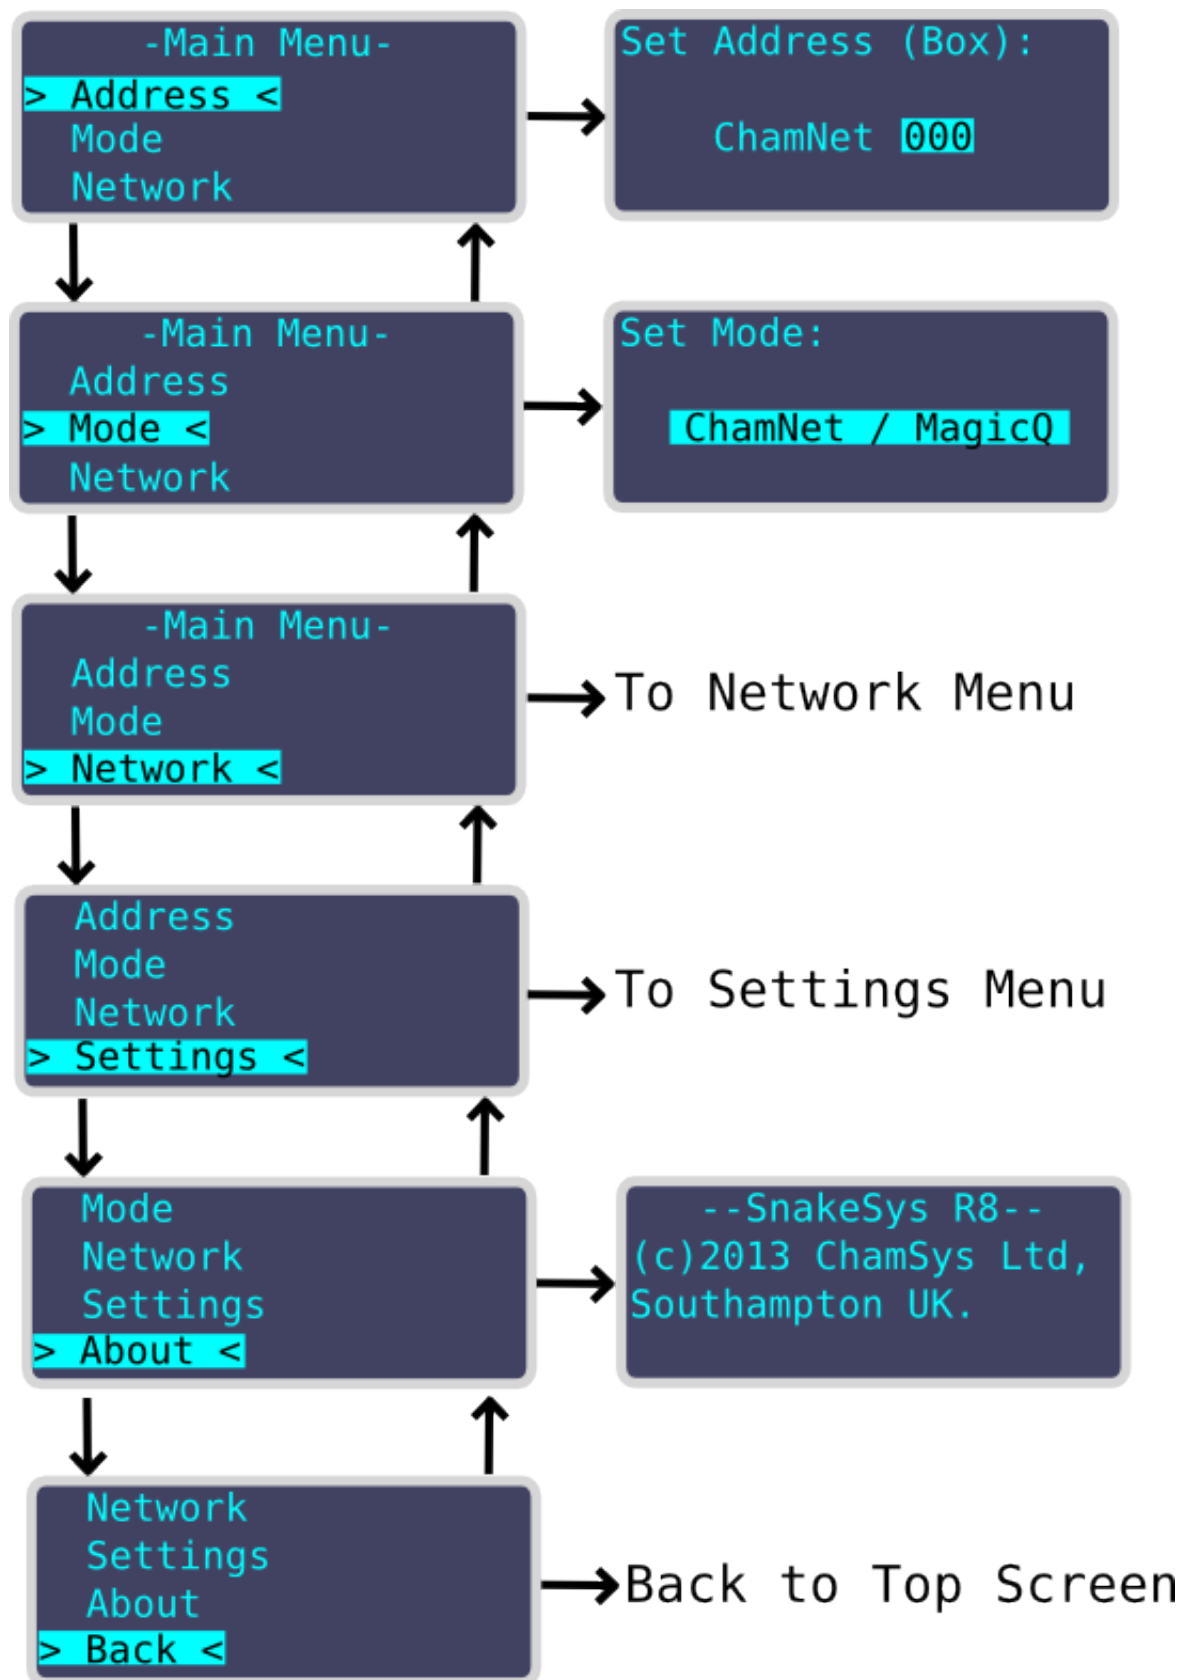 -Main Menu-
> Address <
Mode
Network
Set Address (Box):
ChamNet 000
-Main Menu-
Address
> Mode <
Network
Set Mode:
ChamNet / MagicQ
-Main Menu-
Address
Mode
> Network <
To Network Menu
Address
Mode
Network
> Settings <
To Settings Menu
Mode
Network
Settings
> About <
--SnakeSys R8--
(c)2013 ChamSys Ltd,
Southampton UK.
Network
Settings
About
> Back <
Back to Top Screen